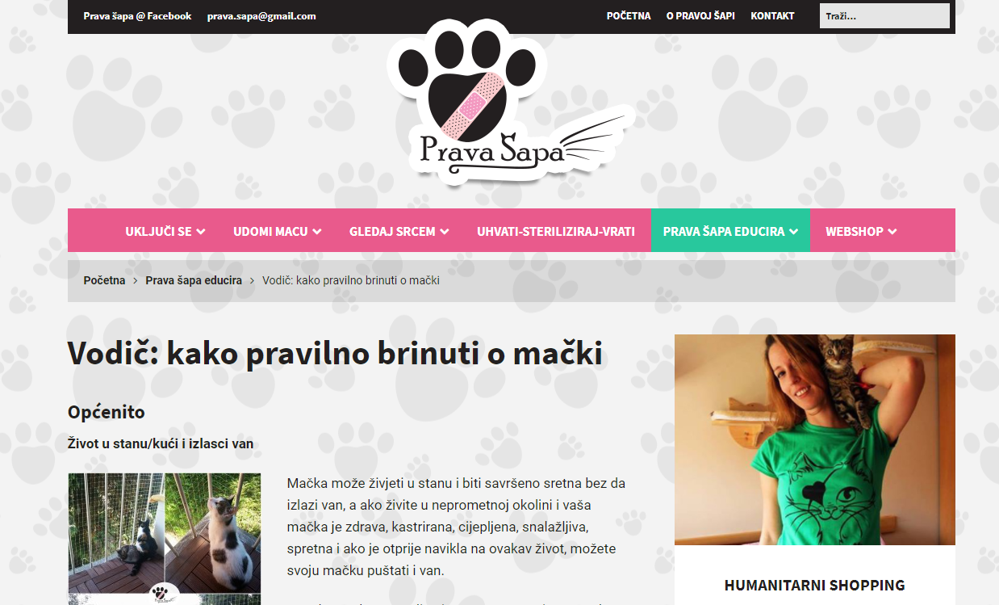 Prava šapa @ Facebook prava.sapa@gmail.com POČETNA O PRAVOJ ŠAPI KONTAKT Traži...
Prava Šapa
UKLJUČI SE UDOMI MACU GLEDAJ SRCEM UHVATI-STERILIZIRAJ-VRATI PRAVA ŠAPA EDUCIRA WEBSHOP
Početna > Prava šapa educira > Vodič: kako pravilno brinuti o mački
Vodič: kako pravilno brinuti o mački
Općenito
Život u stanu/kući i izlasci van
Mačka može živjeti u stanu i biti savršeno sretna bez da
izlazi van, a ako živite u neprometnoj okolini i vaša
mačka je zdrava, kastrirana, cijepljena, snalažljiva,
spretna i ako je otprije navikla na ovakav život, možete
svoju mačku puštati i van.
HUMANITARNI SHOPPING